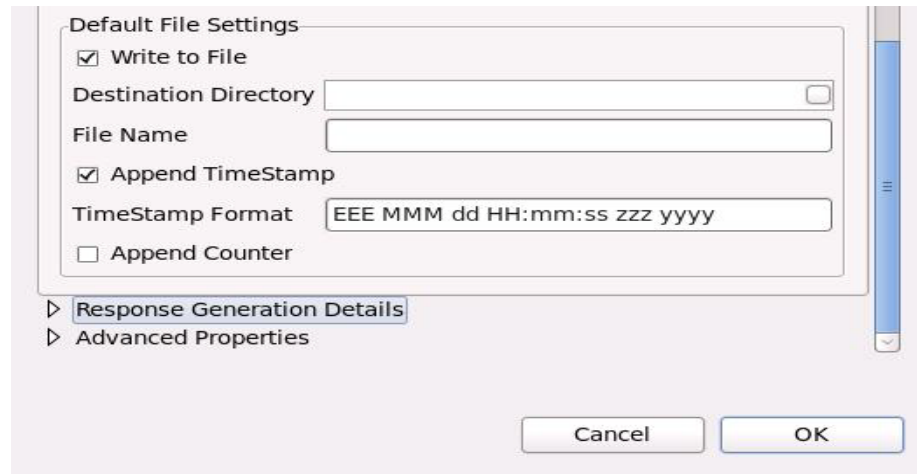 Default File Settings
Write to File
Destination Directory
File Name
Append TimeStamp
TimeStamp Format EEE MMM dd HH:mm:ss zzz yyyy
Append Counter
Response Generation Details
Advanced Properties
Cancel OK